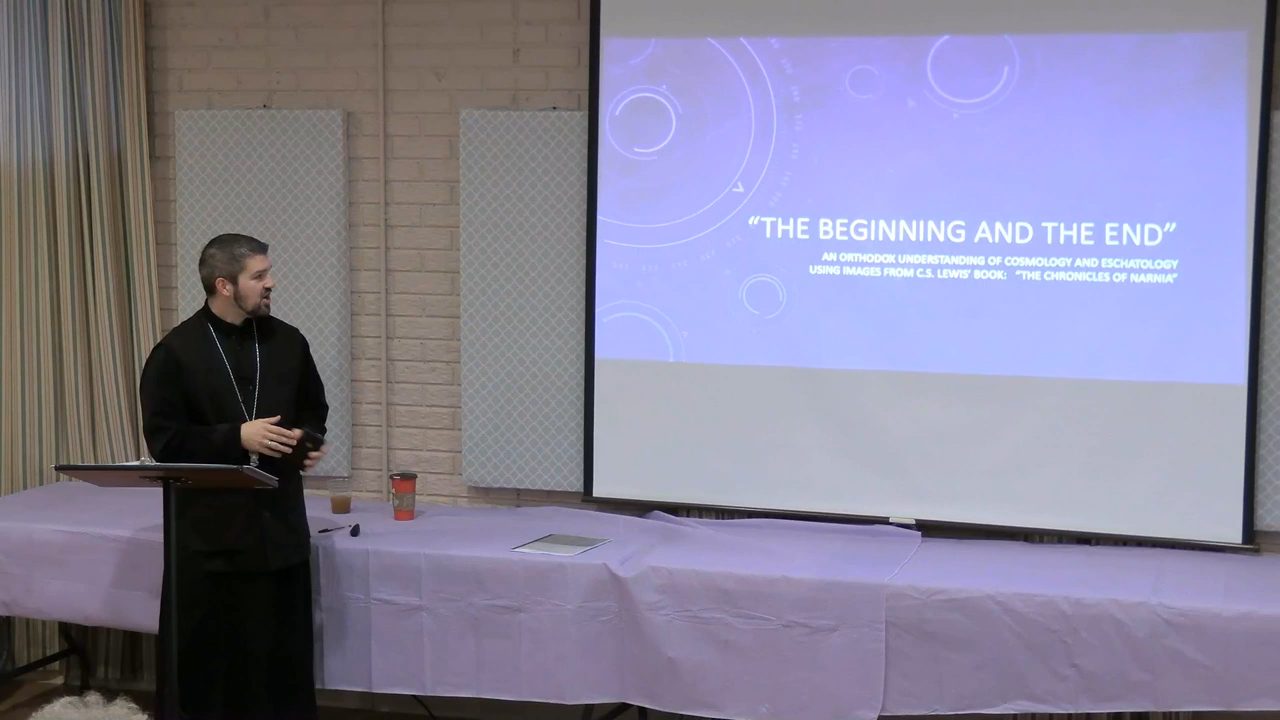 “THE BEGINNING AND THE END”
AN ORTHODOX UNDERSTANDING OF COSMOLOGY AND ESCHATOLOGY
USING IMAGES FROM C.S. LEWIS’ BOOK: “THE CHRONICLES OF NARNIA”